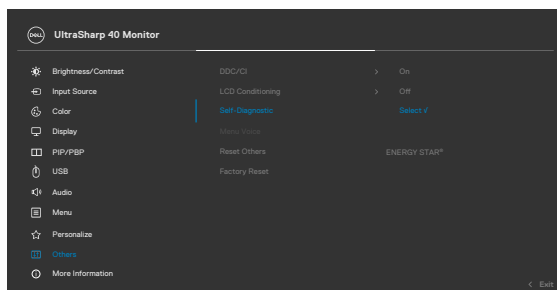 DELL UltraSharp 40 Monitor
Brightness/Contrast DDC/CI > On
Input Source LCD Conditioning > Off
Color Self-Diagnostic Select √
Display Menu Voice
PIP/PBP Reset Others ENERGY STAR®
USB Factory Reset
Audio
Menu
Personalize
Others
More Information
< Exit